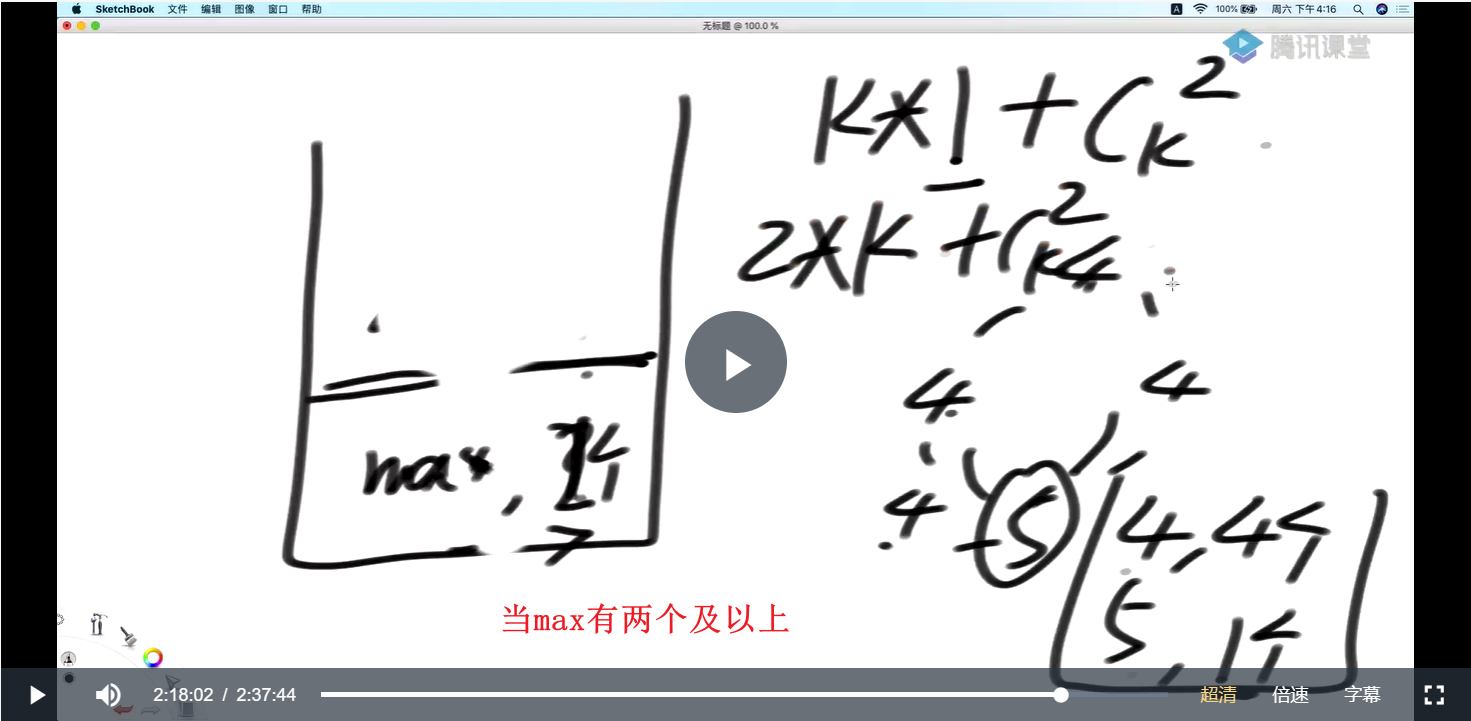 SketchBook 文件 编辑 图像 窗口 帮助 A 100% 周六 下午4:16
无标题 @ 100.0 %
腾讯课堂
K×1 + C_K^2
2×K + C_K^2
4
4
4
max,
4 5
4,4个
5,1个
当max有两个及以上
2:18:02 / 2:37:44 超清 倍速 字幕